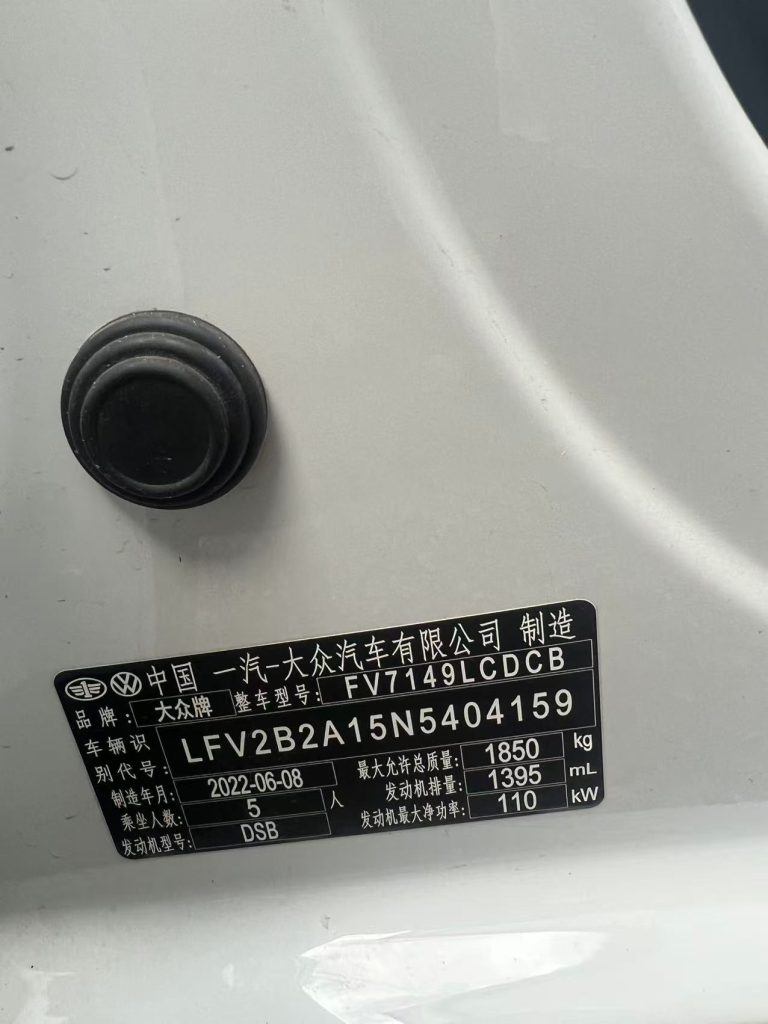 中国 一汽-大众汽车有限公司 制造
品牌: 大众牌 整车型号: FV7149LCDCB
车辆识别代号: LFV2B2A15N5404159
制造年月: 2022-06-08 最大允许总质量: 1850 kg
乘坐人数: 5 人 发动机排量: 1395 mL
发动机型号: DSB 发动机最大净功率: 110 kW